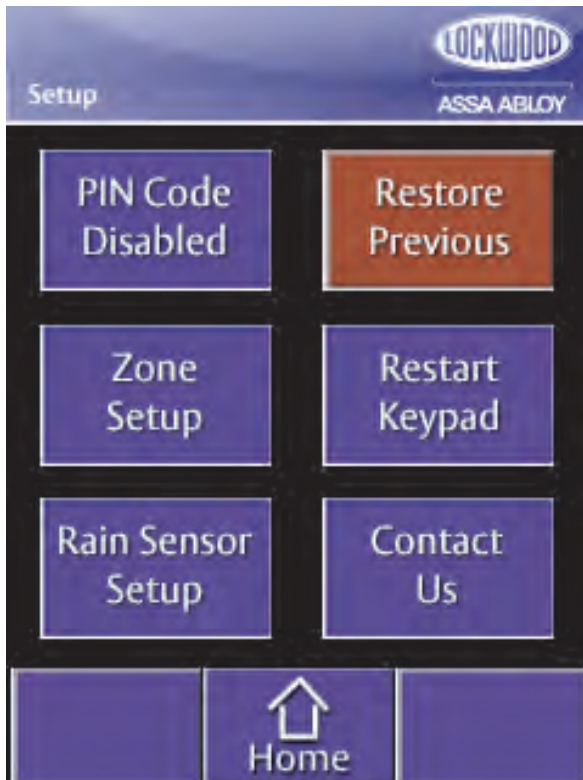 LOCKWOOD
Setup
ASSA ABLOY
PIN Code
Disabled
Restore
Previous
Zone
Setup
Restart
Keypad
Rain Sensor
Setup
Contact
Us
Home